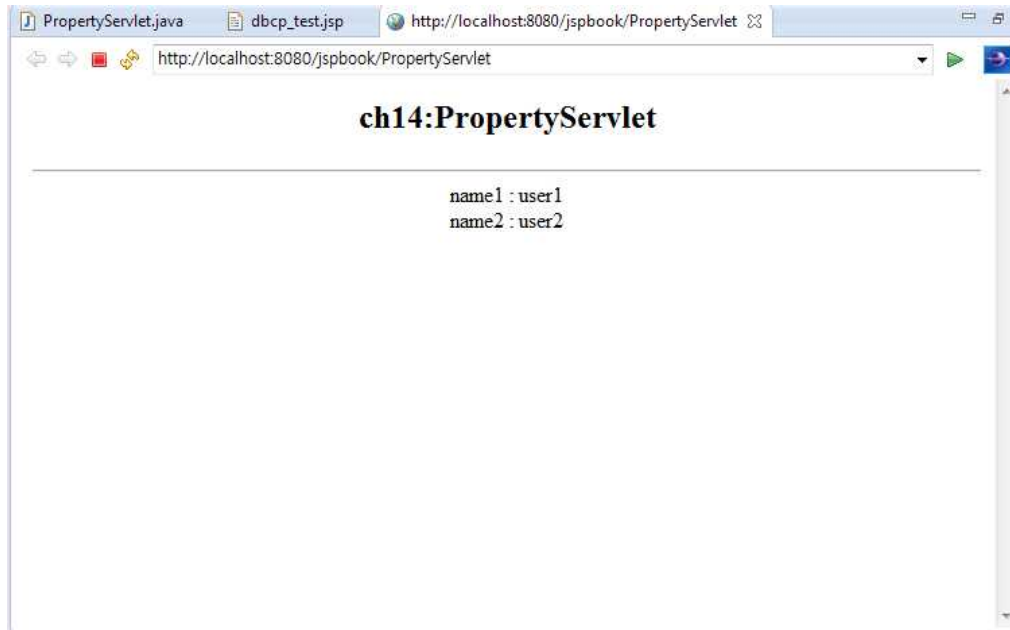 PropertyServlet.java dbcp_test.jsp http://localhost:8080/jspbook/PropertyServlet
http://localhost:8080/jspbook/PropertyServlet
ch14:PropertyServlet
name1 : user1
name2 : user2